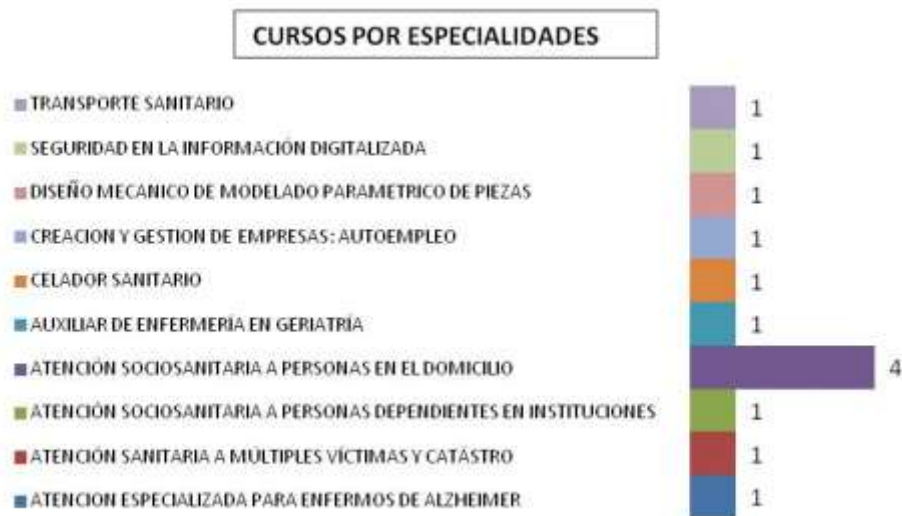 CURSOS POR ESPECIALIDADES
TRANSPORTE SANITARIO 1
SEGURIDAD EN LA INFORMACIÓN DIGITALIZADA 1
DISEÑO MECANICO DE MODELADO PARAMETRICO DE PIEZAS 1
CREACION Y GESTION DE EMPRESAS: AUTOEMPLEO 1
CELADOR SANITARIO 1
AUXILIAR DE ENFERMERÍA EN GERIATRÍA 1
ATENCIÓN SOCIOSANITARIA A PERSONAS EN EL DOMICILIO 4
ATENCIÓN SOCIOSANITARIA A PERSONAS DEPENDIENTES EN INSTITUCIONES 1
ATENCIÓN SANITARIA A MÚLTIPLES VÍCTIMAS Y CATÁSTRO 1
ATENCION ESPECIALIZADA PARA ENFERMOS DE ALZHEIMER 1